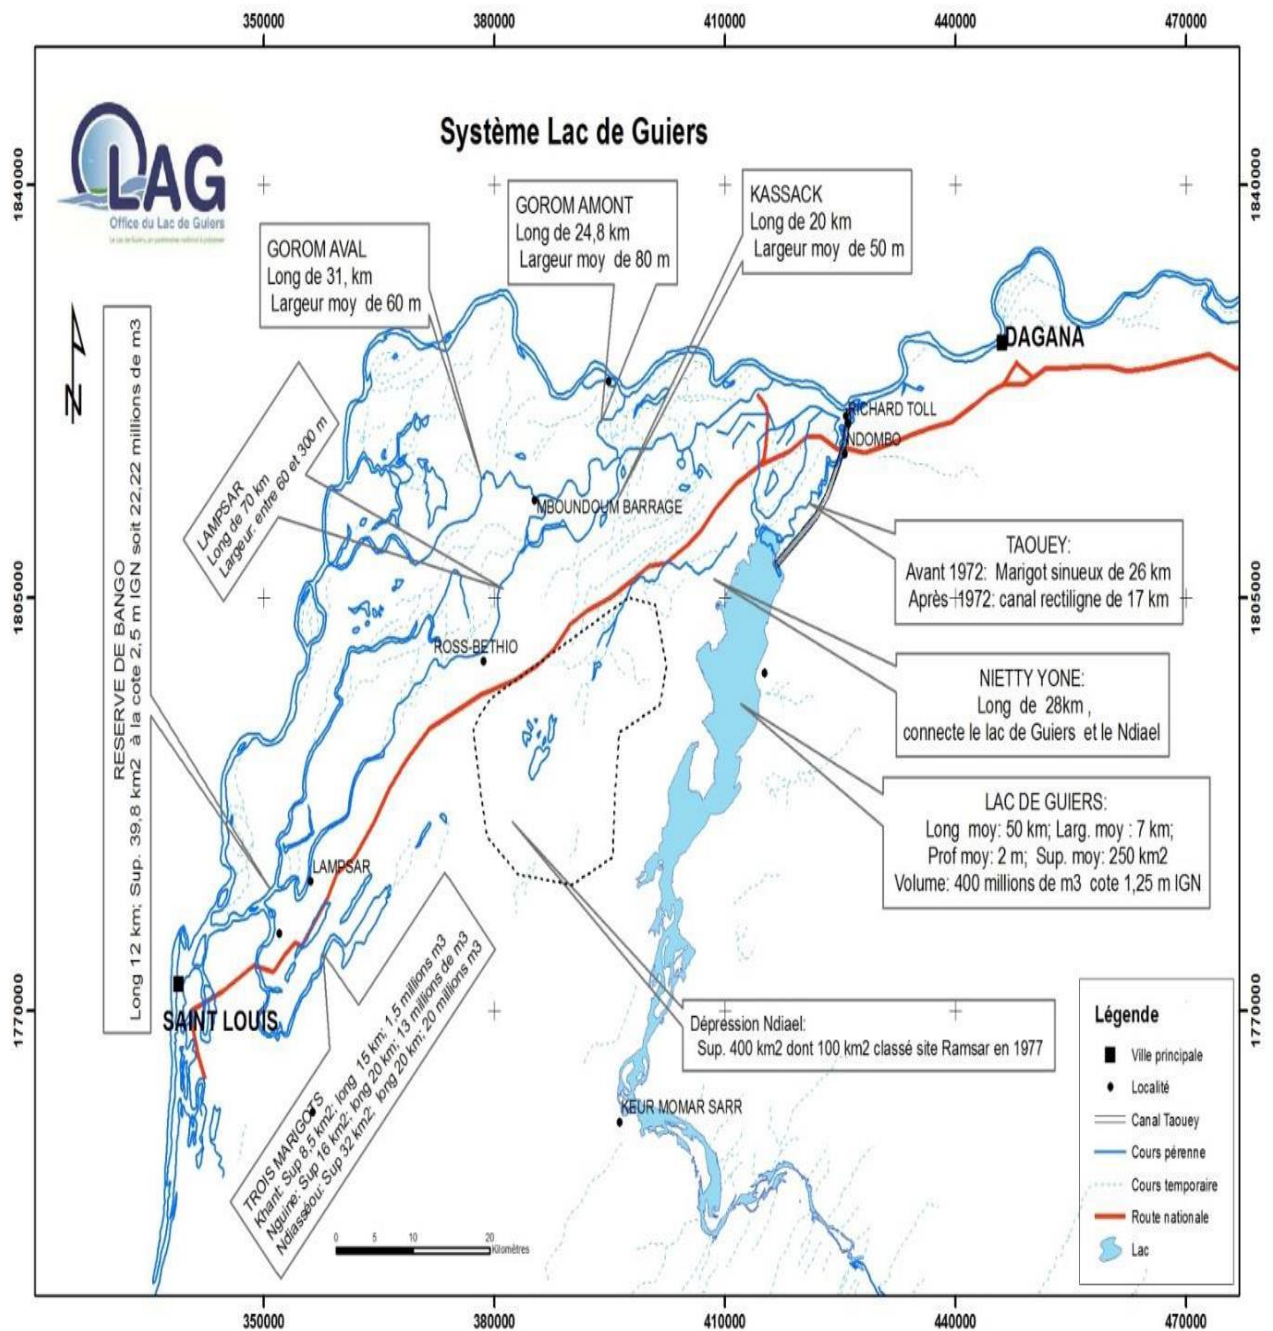 350000
380000
410000
440000
470000
OLAG
Office du Lac de Guiers
Système Lac de Guiers
1840000
1840000
GOROM AVAL
Long de 31, km
Largeur moy de 60 m
GOROM AMONT
Long de 24,8 km
Largeur moy de 80 m
KASSACK
Long de 20 km
Largeur moy de 50 m
N
DAGANA
RICHARD TOLL
NDOMBO
LAMPSAR
Long de 70 km
Largeur: entre 60 et 300 m
MBOUNDOUM BARRAGE
RESERVE DE BANGO
Long 12 km; Sup. 39,8 km2 à la cote 2,5 m IGN soit 22,22 millions de m3
TAOUEY:
Avant 1972: Marigot sinueux de 26 km
Après 1972: canal rectiligne de 17 km
1805000
1805000
ROSS-BETHIO
NIETTY YONE:
Long de 28km ,
connecte le lac de Guiers et le Ndiael
LAC DE GUIERS:
Long moy: 50 km; Larg. moy : 7 km;
Prof moy: 2 m; Sup. moy: 250 km2
Volume: 400 millions de m3 cote 1,25 m IGN
LAMPSAR
SAINT LOUIS
1770000
1770000
Dépression Ndiael:
Sup. 400 km2 dont 100 km2 classé site Ramsar en 1977
TROIS MARIGOTS
Khant: Sup 8,5 km2: long 15 km; 1,5 millions m3
Nguine: Sup 16 km2: long 20 km; 13 millions de m3
Ndiasséou: Sup 32 km2: long 20 km; 20 millions m3
KEUR MOMAR SARR
Légende
Ville principale
Localité
Canal Taouey
Cours pérenne
Cours temporaire
Route nationale
Lac
0 5 10 20
Kilomètres
350000
380000
410000
440000
470000